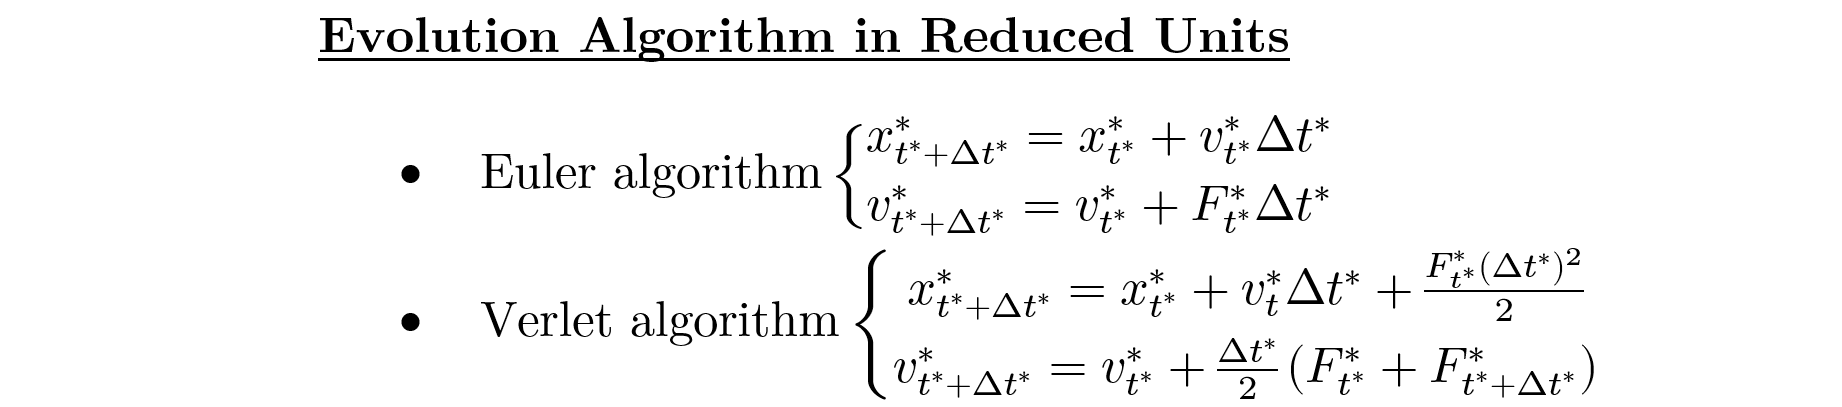 Evolution Algorithm in Reduced Units
• Euler algorithm $\begin{cases} x^*_{t^*+\Delta t^*} = x^*_{t^*} + v^*_{t^*}\Delta t^* \\ v^*_{t^*+\Delta t^*} = v^*_{t^*} + F^*_{t^*}\Delta t^* \end{cases}$
• Verlet algorithm $\begin{cases} x^*_{t^*+\Delta t^*} = x^*_{t^*} + v^*_{t}\Delta t^* + \frac{F^*_{t^*}(\Delta t^*)^2}{2} \\ v^*_{t^*+\Delta t^*} = v^*_{t^*} + \frac{\Delta t^*}{2}(F^*_{t^*} + F^*_{t^*+\Delta t^*}) \end{cases}$